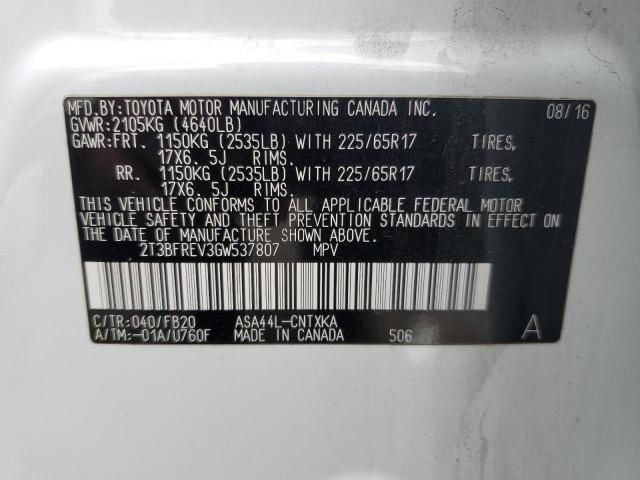 MFD.BY:TOYOTA MOTOR MANUFACTURING CANADA INC. 08/16
GVWR:2105KG (4640LB)
GAWR:FRT. 1150KG (2535LB) WITH 225/65R17 TIRES,
17X6. 5J RIMS.
RR. 1150KG (2535LB) WITH 225/65R17 TIRES,
17X6. 5J RIMS.
THIS VEHICLE CONFORMS TO ALL APPLICABLE FEDERAL MOTOR
VEHICLE SAFETY AND THEFT PREVENTION STANDARDS IN EFFECT ON
THE DATE OF MANUFACTURE SHOWN ABOVE.
2T3BFREV3GW537807 MPV
C/TR:040/FB20 ASA44L-CNTXKA A
A/TM:-01A/U760F MADE IN CANADA 506